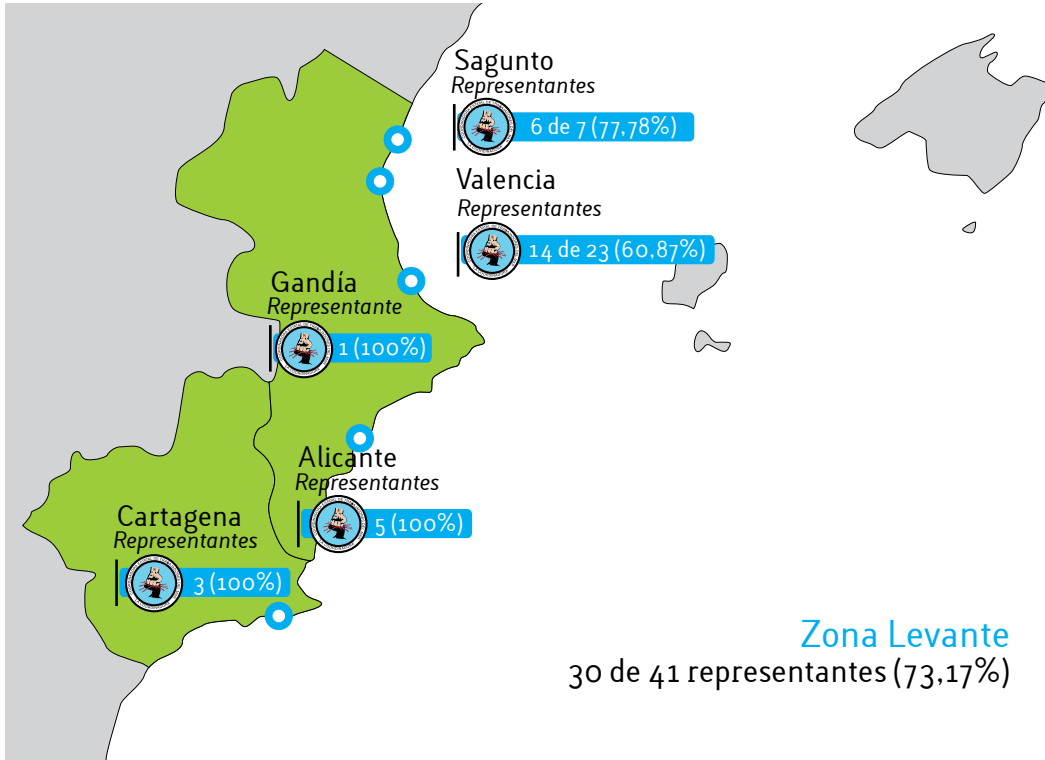 Sagunto
Representantes
6 de 7 (77,78%)
Valencia
Representantes
14 de 23 (60,87%)
Gandía
Representante
1 (100%)
Alicante
Representantes
5 (100%)
Cartagena
Representantes
3 (100%)
Zona Levante
30 de 41 representantes (73,17%)